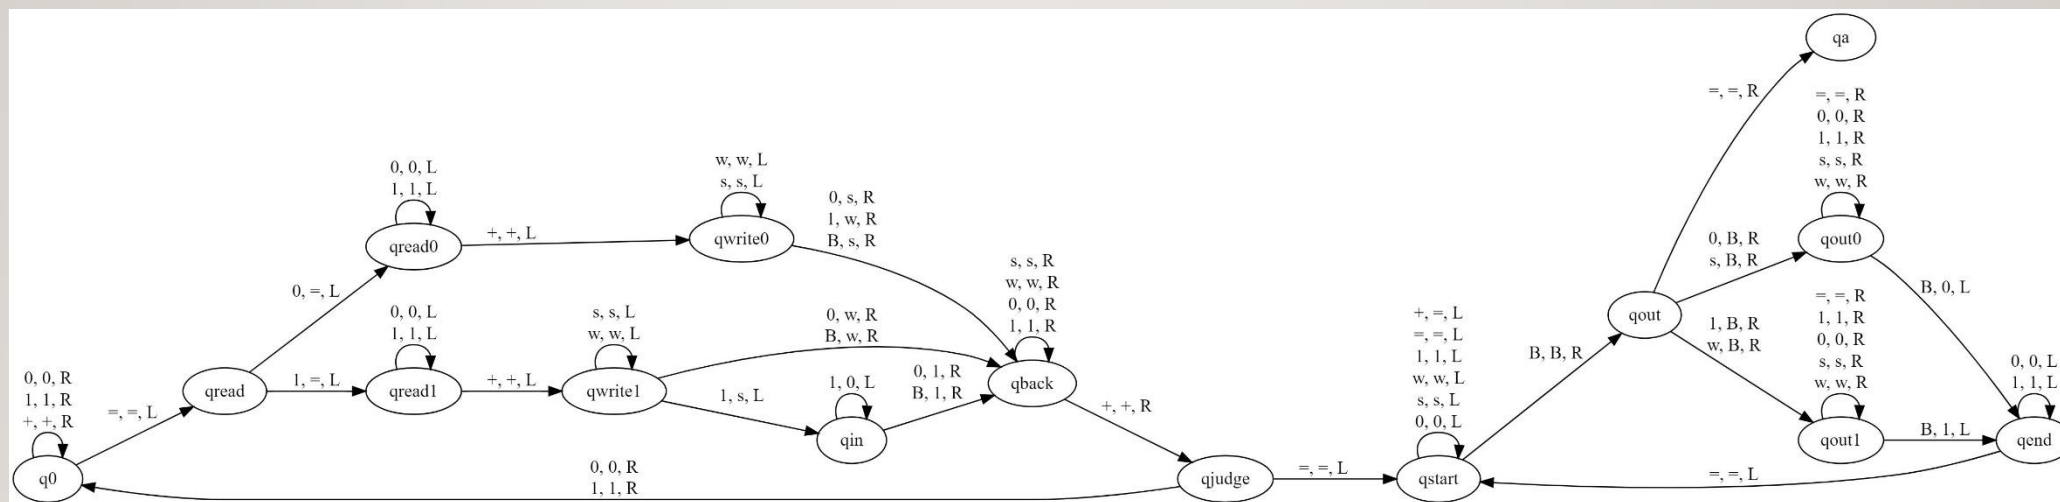 qa
=, =, R
=, =, R
0, 0, R
1, 1, R
s, s, R
w, w, R
0, 0, L
1, 1, L
w, w, L
s, s, L
0, s, R
1, w, R
B, s, R
qread0
+, +, L
qwrite0
0, B, R
s, B, R
qout0
s, s, R
w, w, R
0, 0, R
1, 1, R
0, =, L
B, 0, L
0, 0, L
1, 1, L
s, s, L
w, w, L
0, w, R
B, w, R
+, =, L
=, =, L
1, 1, L
w, w, L
s, s, L
0, 0, L
B, B, R
qout
1, B, R
w, B, R
=, =, R
1, 1, R
0, 0, R
s, s, R
w, w, R
0, 0, R
1, 1, R
+, +, R
=, =, L
qread
1, =, L
qread1
+, +, L
qwrite1
1, s, L
1, 0, L
0, 1, R
B, 1, R
qback
+, +, R
0, 0, L
1, 1, L
qin
qout1
B, 1, L
qend
q0
0, 0, R
1, 1, R
qjudge
=, =, L
qstart
=, =, L